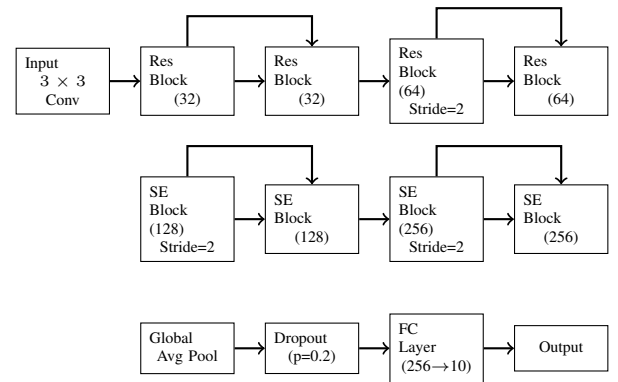 Input
3 × 3
Conv
Res
Block
(32)
Res
Block
(32)
Res
Block
(64)
Stride=2
Res
Block
(64)
SE
Block
(128)
Stride=2
SE
Block
(128)
SE
Block
(256)
Stride=2
SE
Block
(256)
Global
Avg Pool
Dropout
(p=0.2)
FC
Layer
(256→10)
Output